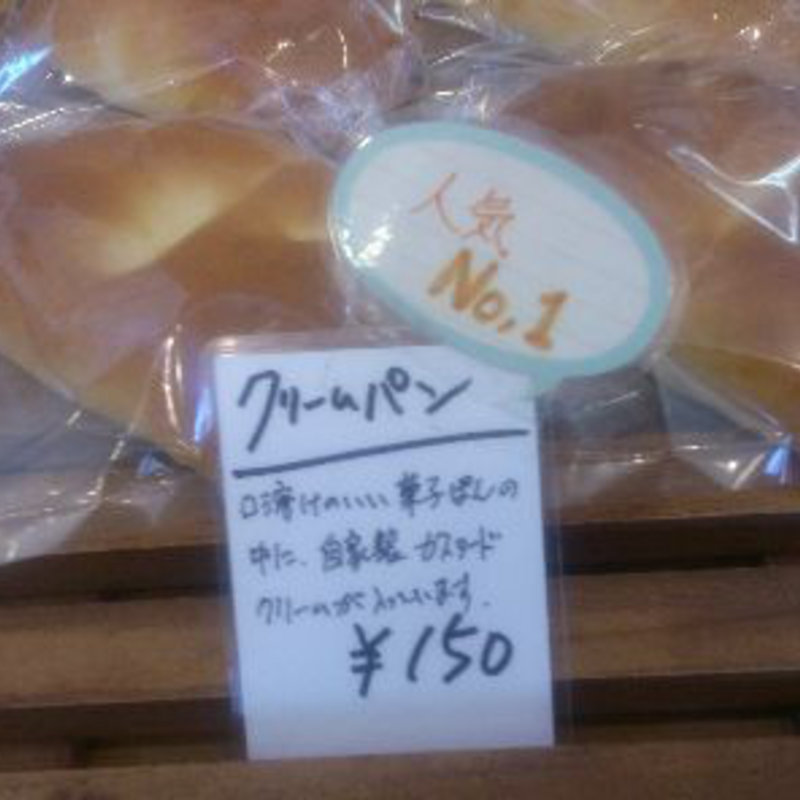 人気
No.1
クリームパン
口溶けのいい菓子ぱんの
中に、自家製カスタード
クリームが入っています.
¥150